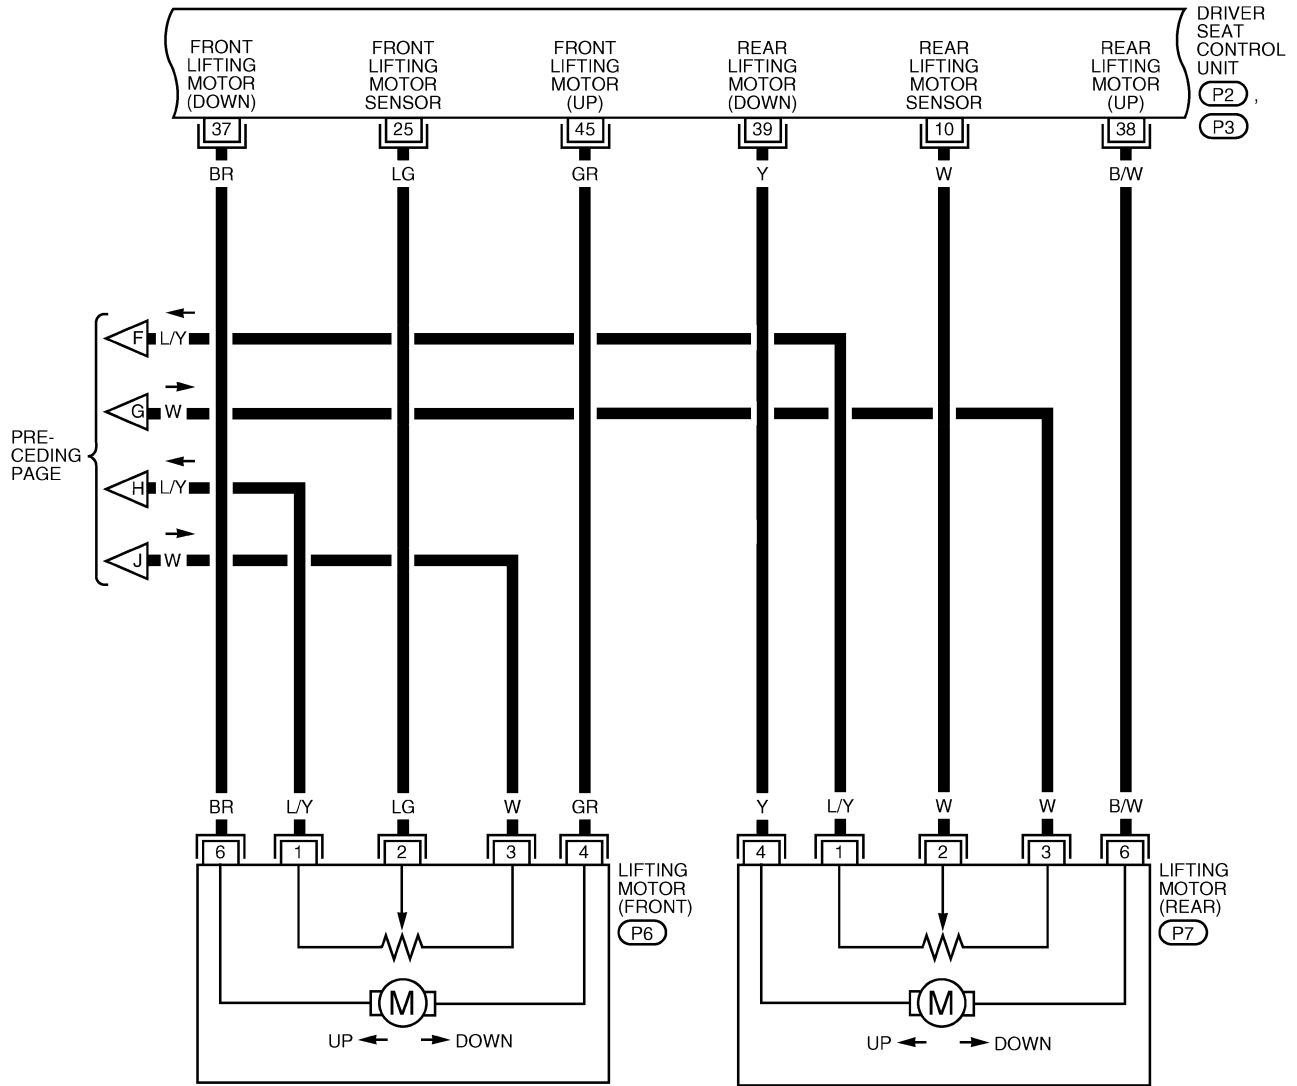 DRIVER
SEAT
CONTROL
UNIT
P2 ,
P3
FRONT
LIFTING
MOTOR
(DOWN)
FRONT
LIFTING
MOTOR
SENSOR
FRONT
LIFTING
MOTOR
(UP)
REAR
LIFTING
MOTOR
(DOWN)
REAR
LIFTING
MOTOR
SENSOR
REAR
LIFTING
MOTOR
(UP)
37 25 45 39 10 38
BR LG GR Y W B/W
PRE-
CEDING
PAGE
F L/Y
G W
H L/Y
J W
BR L/Y LG W GR Y L/Y W W B/W
6 1 2 3 4 4 1 2 3 6
LIFTING
MOTOR
(FRONT)
P6
M
UP DOWN
LIFTING
MOTOR
(REAR)
P7
M
UP DOWN